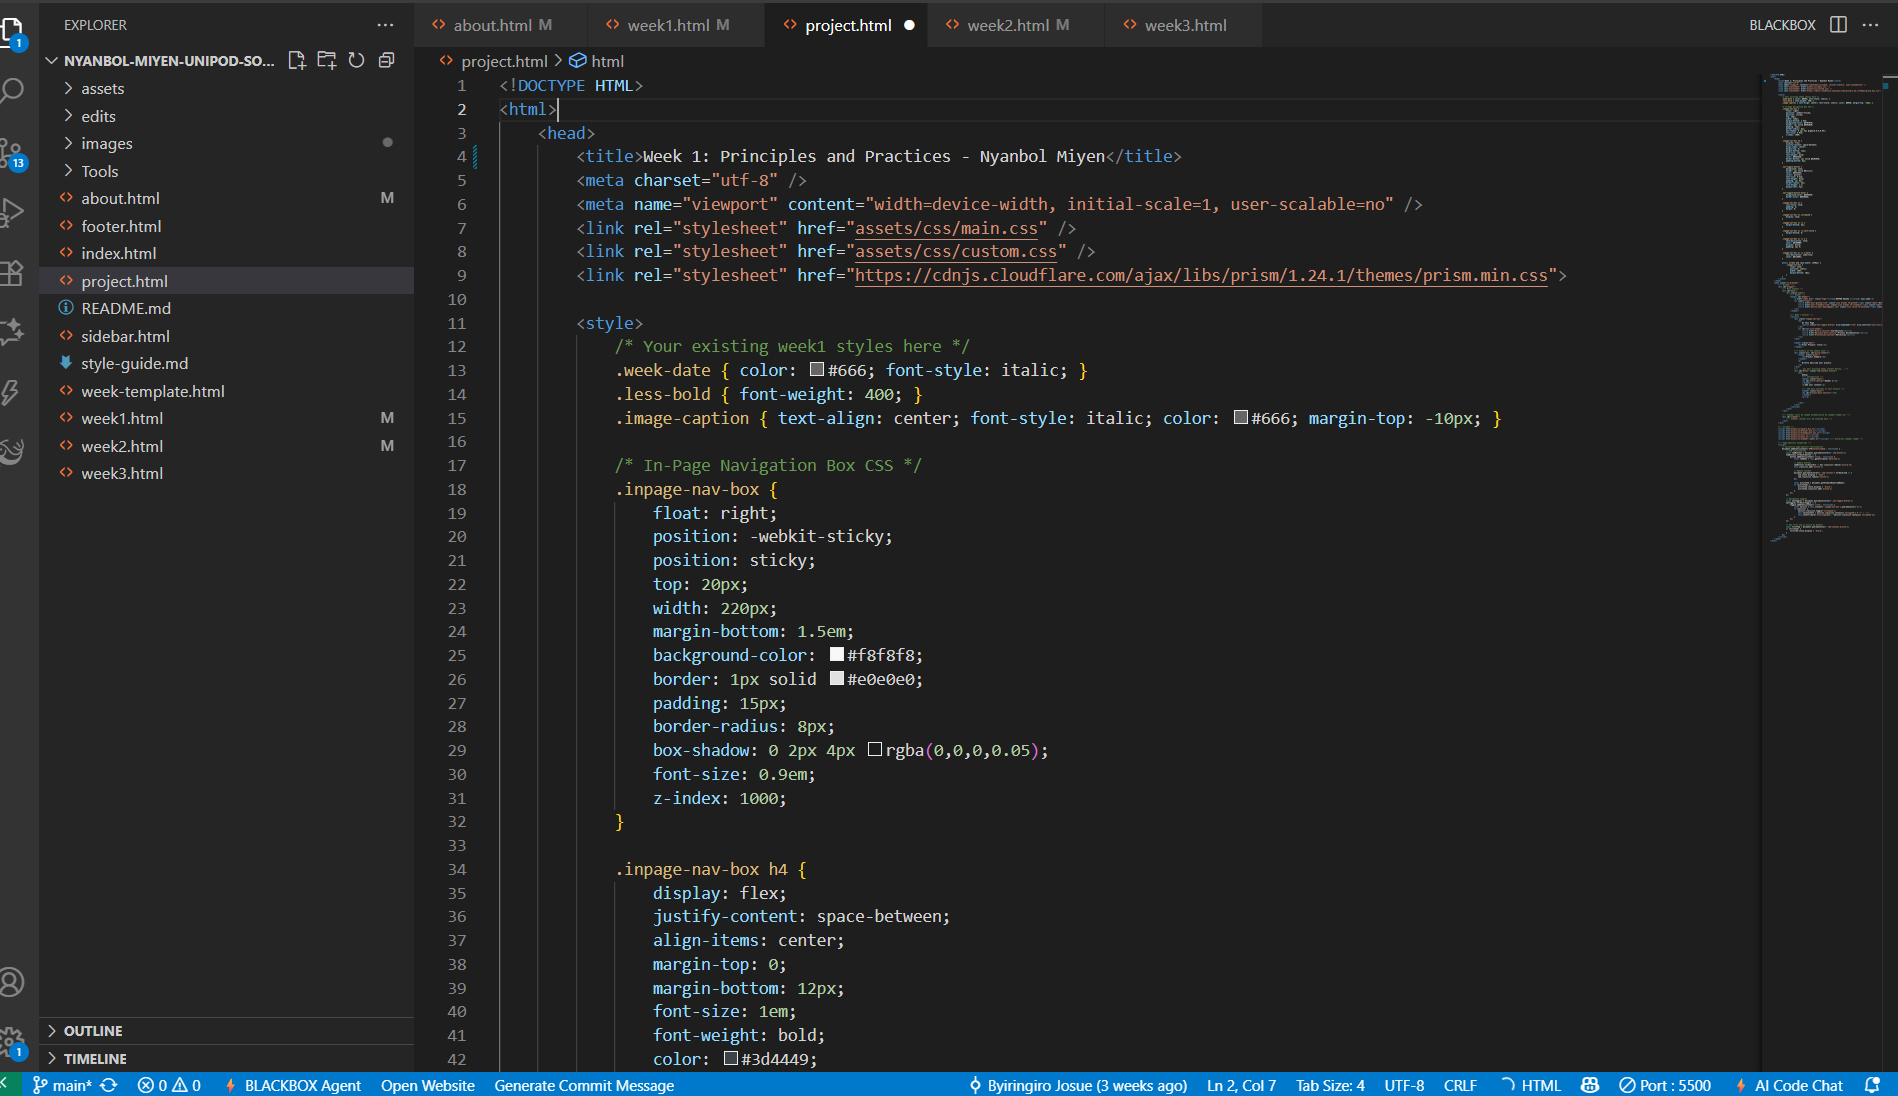 EXPLORER
NYANBOL-MIYEN-UNIPOD-SO...
assets
edits
images
Tools
about.html M
footer.html
index.html
project.html
README.md
sidebar.html
style-guide.md
week-template.html
week1.html M
week2.html M
week3.html
OUTLINE
TIMELINE
1
13
1
about.html M
week1.html M
project.html
week2.html M
week3.html
BLACKBOX
project.html > html
1 <!DOCTYPE HTML>
2 <html>
3 <head>
4 <title>Week 1: Principles and Practices - Nyanbol Miyen</title>
5 <meta charset="utf-8" />
6 <meta name="viewport" content="width=device-width, initial-scale=1, user-scalable=no" />
7 <link rel="stylesheet" href="assets/css/main.css" />
8 <link rel="stylesheet" href="assets/css/custom.css" />
9 <link rel="stylesheet" href="https://cdnjs.cloudflare.com/ajax/libs/prism/1.24.1/themes/prism.min.css">
10
11 <style>
12 /* Your existing week1 styles here */
13 .week-date { color: #666; font-style: italic; }
14 .less-bold { font-weight: 400; }
15 .image-caption { text-align: center; font-style: italic; color: #666; margin-top: -10px; }
16
17 /* In-Page Navigation Box CSS */
18 .inpage-nav-box {
19 float: right;
20 position: -webkit-sticky;
21 position: sticky;
22 top: 20px;
23 width: 220px;
24 margin-bottom: 1.5em;
25 background-color: #f8f8f8;
26 border: 1px solid #e0e0e0;
27 padding: 15px;
28 border-radius: 8px;
29 box-shadow: 0 2px 4px rgba(0,0,0,0.05);
30 font-size: 0.9em;
31 z-index: 1000;
32 }
33
34 .inpage-nav-box h4 {
35 display: flex;
36 justify-content: space-between;
37 align-items: center;
38 margin-top: 0;
39 margin-bottom: 12px;
40 font-size: 1em;
41 font-weight: bold;
42 color: #3d4449;
main* 0 0 BLACKBOX Agent Open Website Generate Commit Message Byiringiro Josue (3 weeks ago) Ln 2, Col 7 Tab Size: 4 UTF-8 CRLF HTML Port : 5500 AI Code Chat